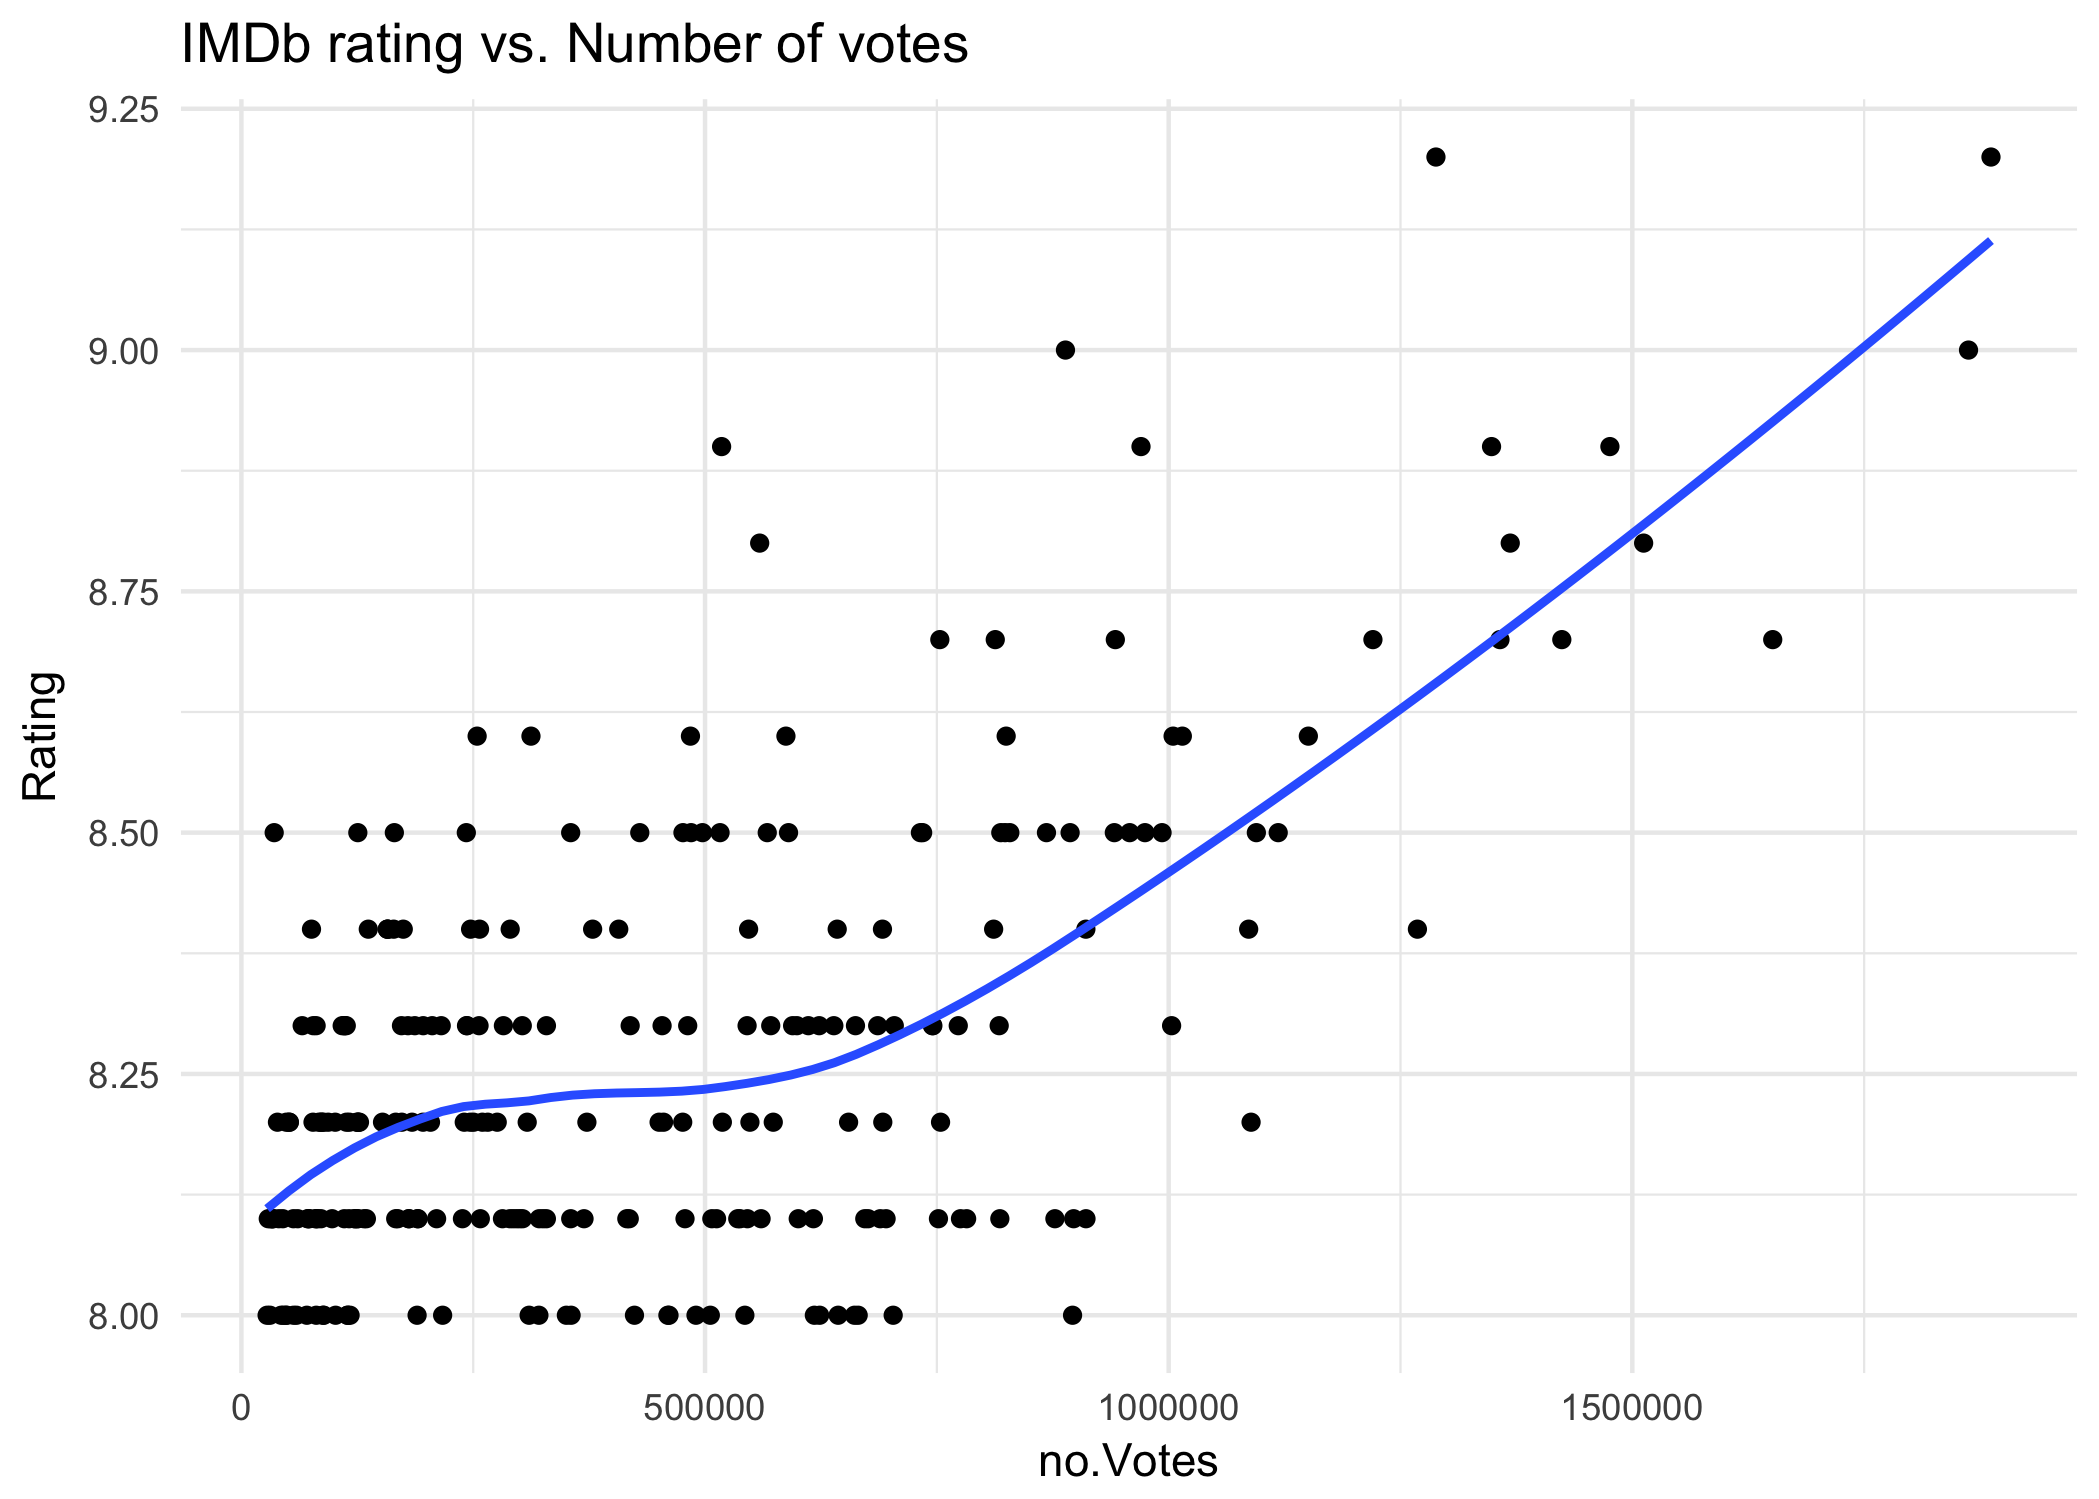 IMDb rating vs. Number of votes
9.25
9.00
8.75
8.50
8.25
8.00
Rating
0 500000 1000000 1500000
no.Votes